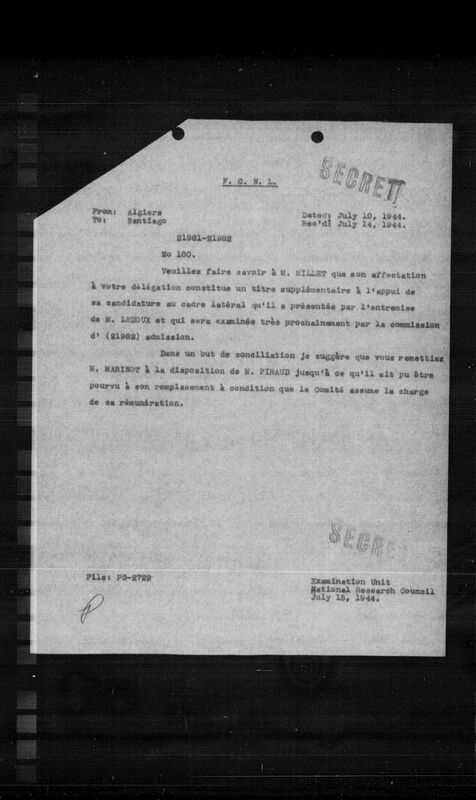 F. C. N. L.
SECRET
From: Algiers
To: Santiago
Dated: July 10, 1944.
Rec'd: July 14, 1944.
21981-21982
No 100.
Veuillez faire savoir à M. MILLET que son affectation
à votre délégation constitue un titre supplémentaire à l'appui de
sa candidature au cadre latéral qu'il a présentée par l'entremise
de M. LEDOUX et qui sera examinée très prochainement par la commission
d' (21982) admission.
Dans un but de conciliation je suggère que vous remettiez
M. MARINOT à la disposition de M. PIRAUD jusqu'à ce qu'il ait pu être
pourvu à son remplacement à condition que le Comité assume la charge
de sa rémunération.
SECRE
File: FC-2722
Examination Unit
National Research Council
July 15, 1944.